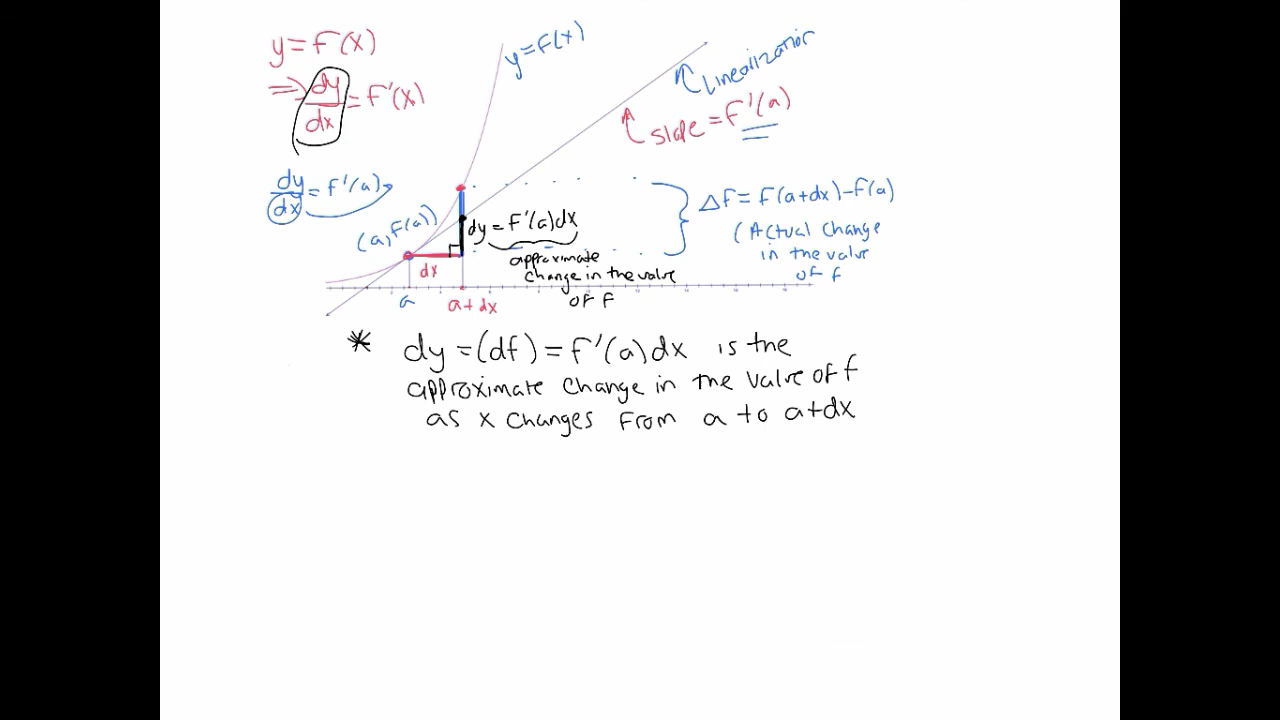 y = f(x)
⇒ dy/dx = f'(x)
y = f(x)
Linearization
slope = f'(a)
dy/dx = f'(a)
(a, f(a))
dy = f'(a)dx
approximate
change in the value
of f
Δf = f(a+dx) - f(a)
(Actual change
in the value
of f
dx
a
a + dx
* dy = (df) = f'(a)dx is the
approximate change in the value of f
as x changes from a to a+dx